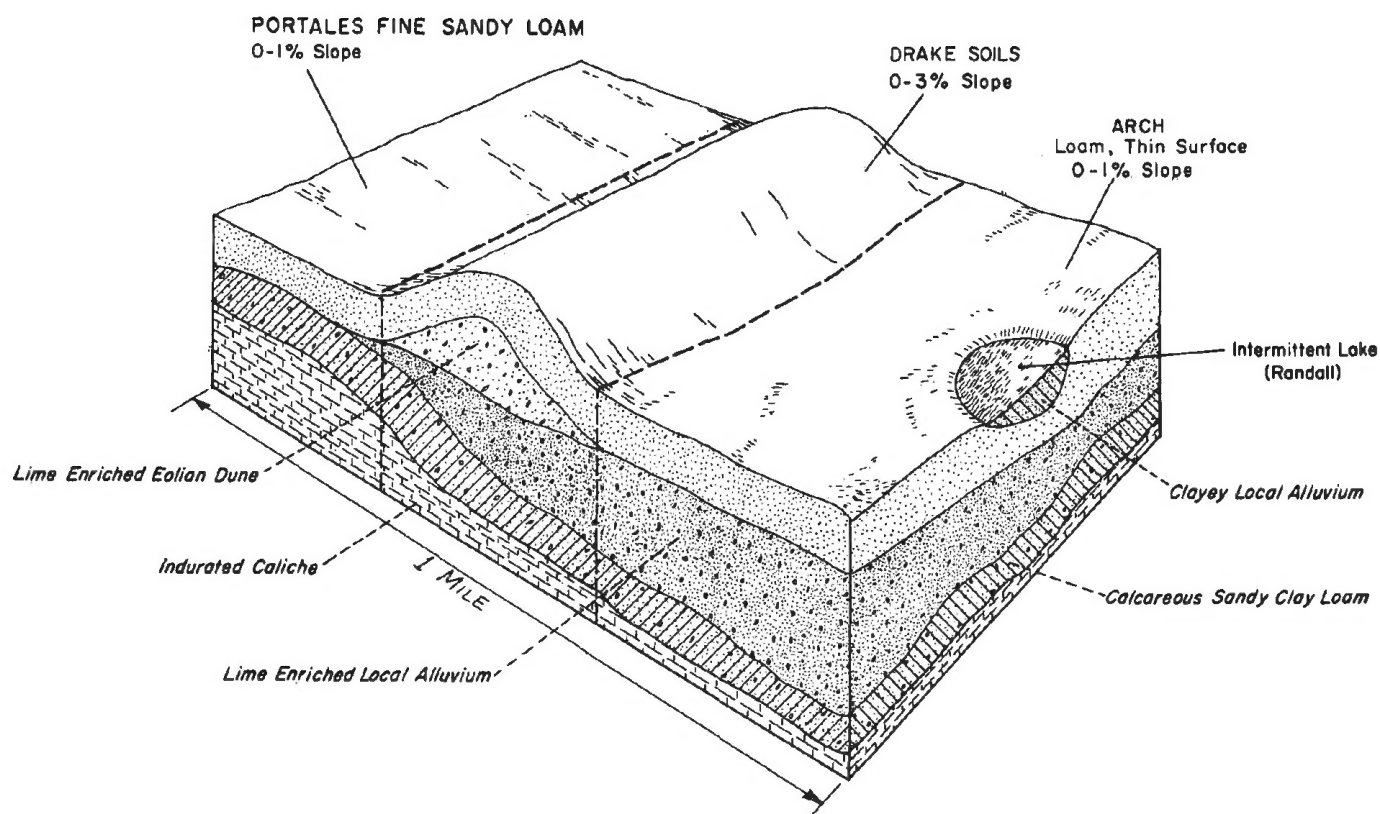 PORTALES FINE SANDY LOAM
0-1% Slope
DRAKE SOILS
0-3% Slope
ARCH
Loam, Thin Surface
0-1% Slope
Intermittent Lake
(Randall)
Lime Enriched Eolian Dune
Clayey Local Alluvium
Indurated Caliche
1 MILE
Calcareous Sandy Clay Loam
Lime Enriched Local Alluvium